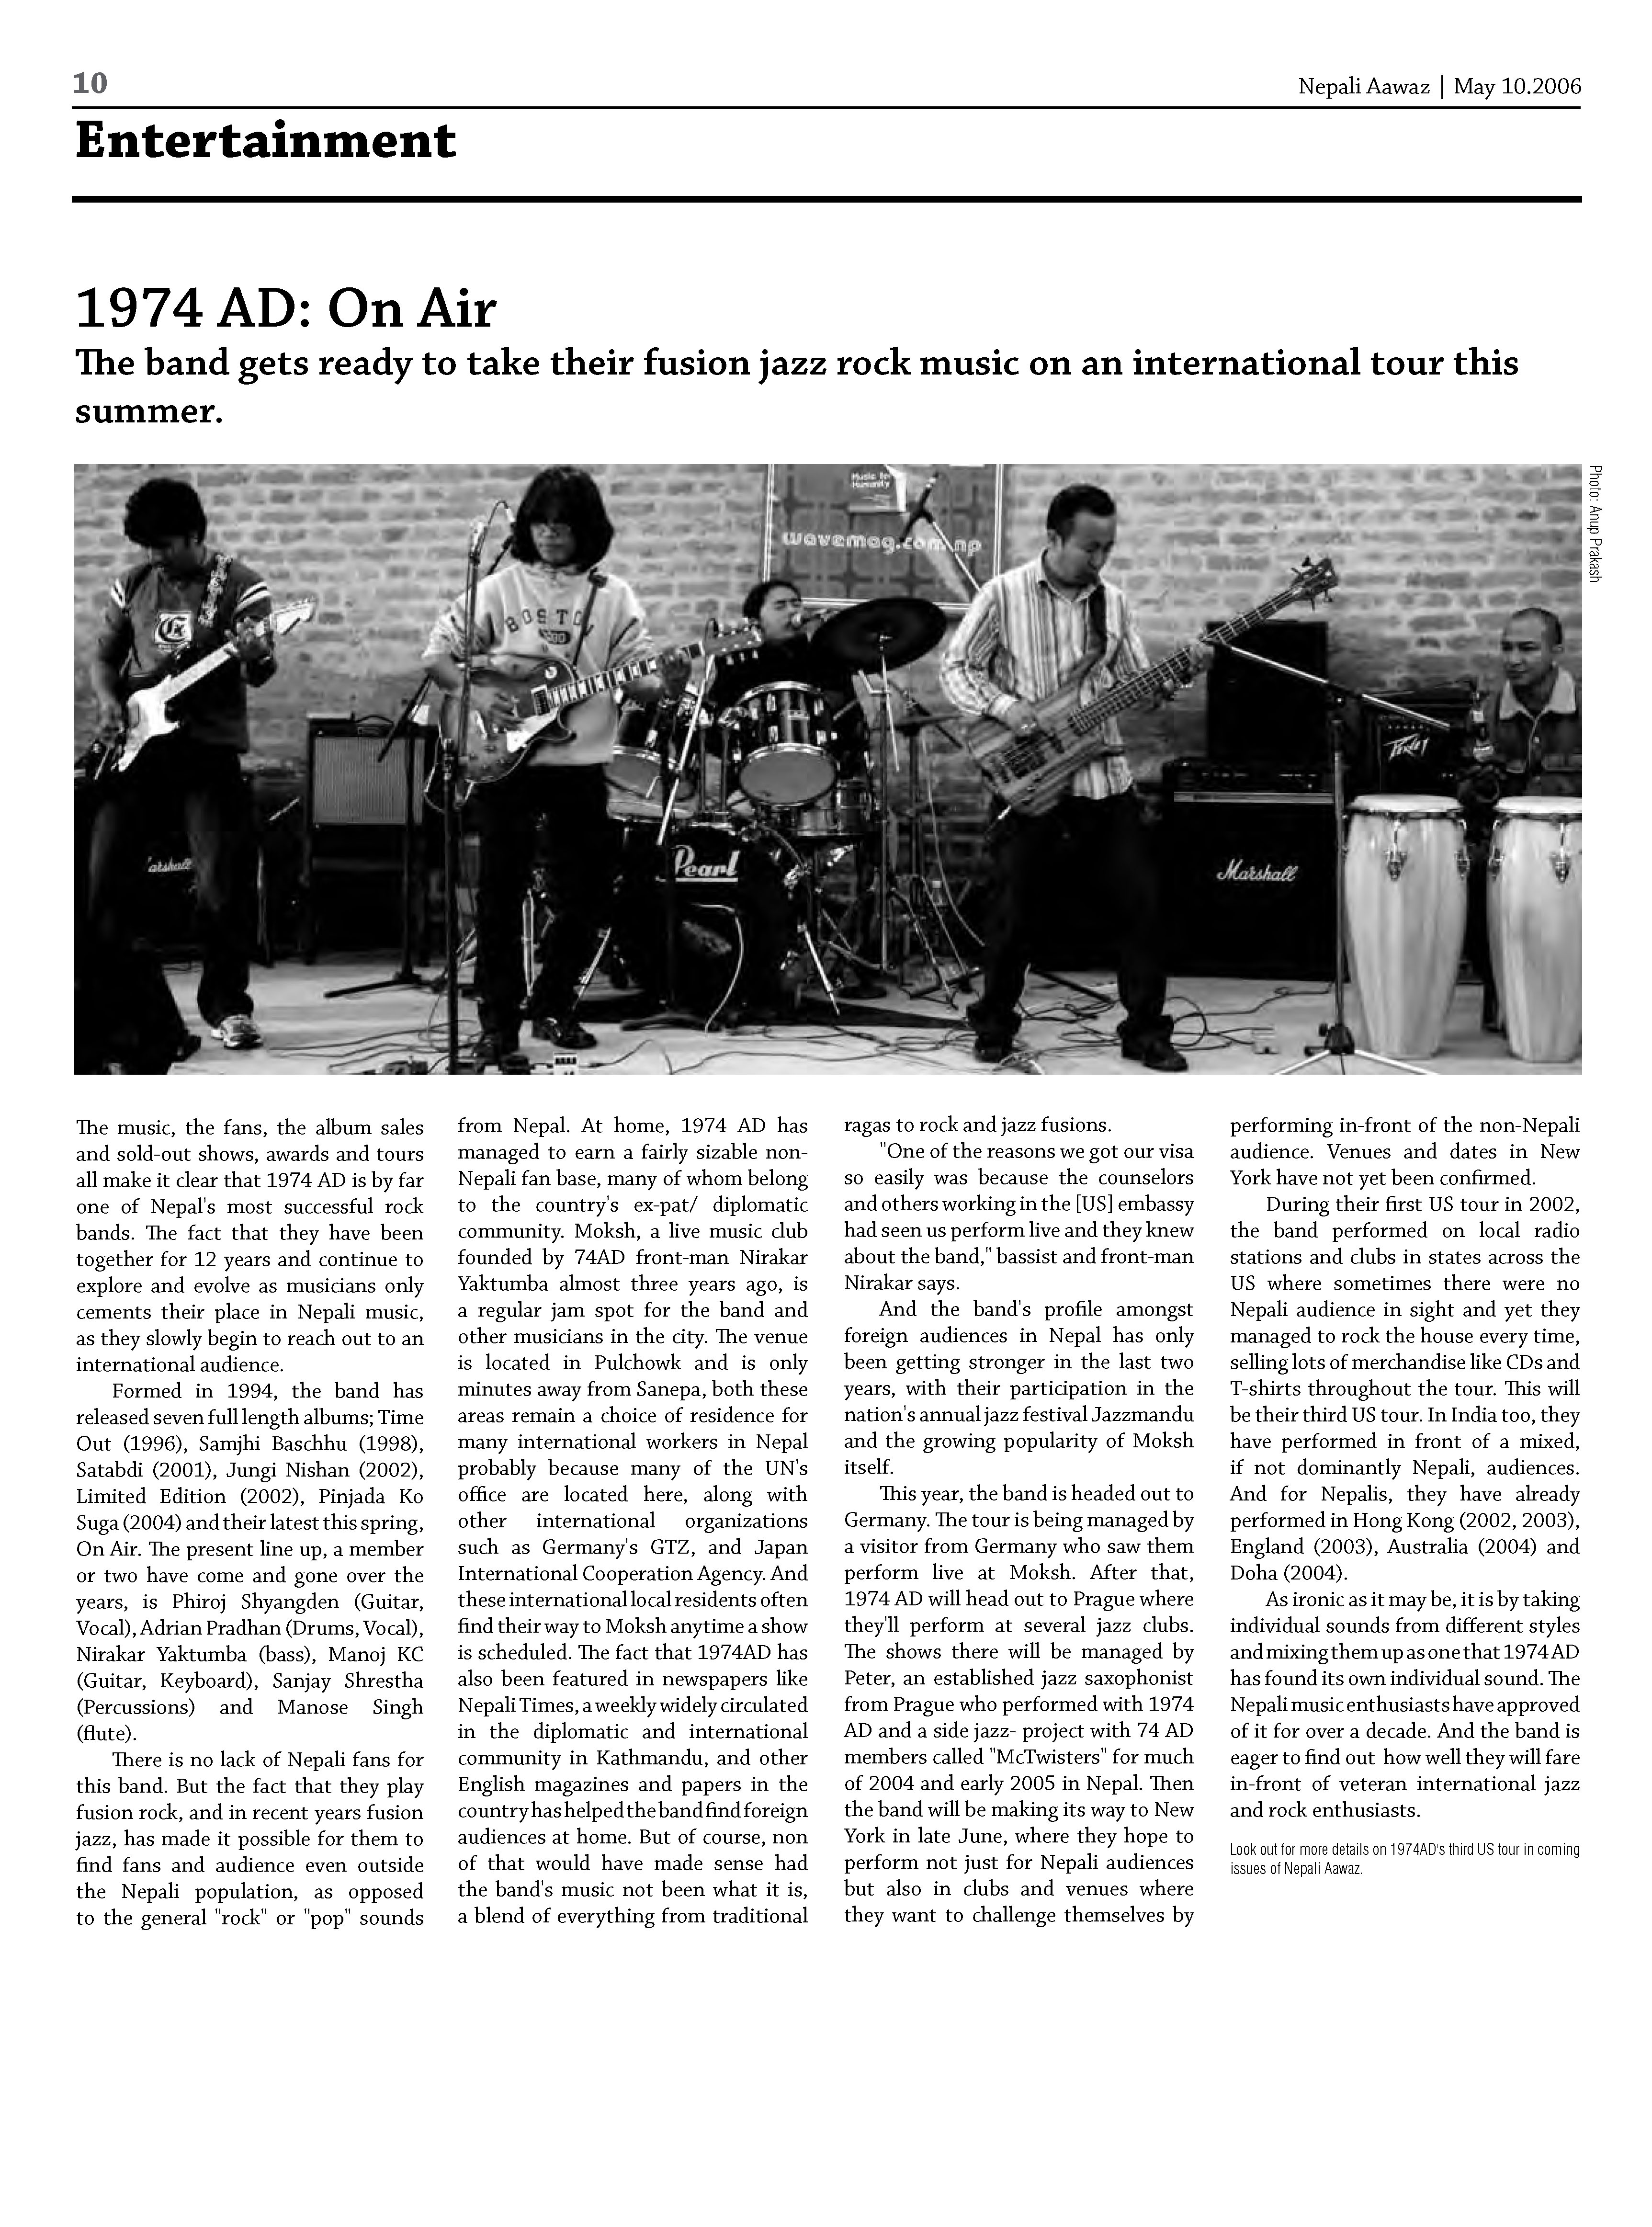 10
Nepali Aawaz | May 10.2006
Entertainment
1974 AD: On Air
The band gets ready to take their fusion jazz rock music on an international tour this
summer.
Photo: Anup Prakash
Music for
Humanity
wavemag.com.np
BOSTON
Pearl
Marshall
PEAVEY
Marshall
The music, the fans, the album sales
and sold-out shows, awards and tours
all make it clear that 1974 AD is by far
one of Nepal's most successful rock
bands. The fact that they have been
together for 12 years and continue to
explore and evolve as musicians only
cements their place in Nepali music,
as they slowly begin to reach out to an
international audience.
Formed in 1994, the band has
released seven full length albums; Time
Out (1996), Samjhi Baschhu (1998),
Satabdi (2001), Jungi Nishan (2002),
Limited Edition (2002), Pinjada Ko
Suga (2004) and their latest this spring,
On Air. The present line up, a member
or two have come and gone over the
years, is Phiroj Shyangden (Guitar,
Vocal), Adrian Pradhan (Drums, Vocal),
Nirakar Yaktumba (bass), Manoj KC
(Guitar, Keyboard), Sanjay Shrestha
(Percussions) and Manose Singh
(flute).
There is no lack of Nepali fans for
this band. But the fact that they play
fusion rock, and in recent years fusion
jazz, has made it possible for them to
find fans and audience even outside
the Nepali population, as opposed
to the general "rock" or "pop" sounds
from Nepal. At home, 1974 AD has
managed to earn a fairly sizable non-
Nepali fan base, many of whom belong
to the country's ex-pat/ diplomatic
community. Moksh, a live music club
founded by 74AD front-man Nirakar
Yaktumba almost three years ago, is
a regular jam spot for the band and
other musicians in the city. The venue
is located in Pulchowk and is only
minutes away from Sanepa, both these
areas remain a choice of residence for
many international workers in Nepal
probably because many of the UN's
office are located here, along with
other international organizations
such as Germany's GTZ, and Japan
International Cooperation Agency. And
these international local residents often
find their way to Moksh anytime a show
is scheduled. The fact that 1974AD has
also been featured in newspapers like
Nepali Times, a weekly widely circulated
in the diplomatic and international
community in Kathmandu, and other
English magazines and papers in the
country has helped the band find foreign
audiences at home. But of course, non
of that would have made sense had
the band's music not been what it is,
a blend of everything from traditional
ragas to rock and jazz fusions.
"One of the reasons we got our visa
so easily was because the counselors
and others working in the [US] embassy
had seen us perform live and they knew
about the band," bassist and front-man
Nirakar says.
And the band's profile amongst
foreign audiences in Nepal has only
been getting stronger in the last two
years, with their participation in the
nation's annual jazz festival Jazzmandu
and the growing popularity of Moksh
itself.
This year, the band is headed out to
Germany. The tour is being managed by
a visitor from Germany who saw them
perform live at Moksh. After that,
1974 AD will head out to Prague where
they'll perform at several jazz clubs.
The shows there will be managed by
Peter, an established jazz saxophonist
from Prague who performed with 1974
AD and a side jazz- project with 74 AD
members called "McTwisters" for much
of 2004 and early 2005 in Nepal. Then
the band will be making its way to New
York in late June, where they hope to
perform not just for Nepali audiences
but also in clubs and venues where
they want to challenge themselves by
performing in-front of the non-Nepali
audience. Venues and dates in New
York have not yet been confirmed.
During their first US tour in 2002,
the band performed on local radio
stations and clubs in states across the
US where sometimes there were no
Nepali audience in sight and yet they
managed to rock the house every time,
selling lots of merchandise like CDs and
T-shirts throughout the tour. This will
be their third US tour. In India too, they
have performed in front of a mixed,
if not dominantly Nepali, audiences.
And for Nepalis, they have already
performed in Hong Kong (2002, 2003),
England (2003), Australia (2004) and
Doha (2004).
As ironic as it may be, it is by taking
individual sounds from different styles
and mixing them up as one that 1974 AD
has found its own individual sound. The
Nepali music enthusiasts have approved
of it for over a decade. And the band is
eager to find out how well they will fare
in-front of veteran international jazz
and rock enthusiasts.
Look out for more details on 1974AD's third US tour in coming
issues of Nepali Aawaz.